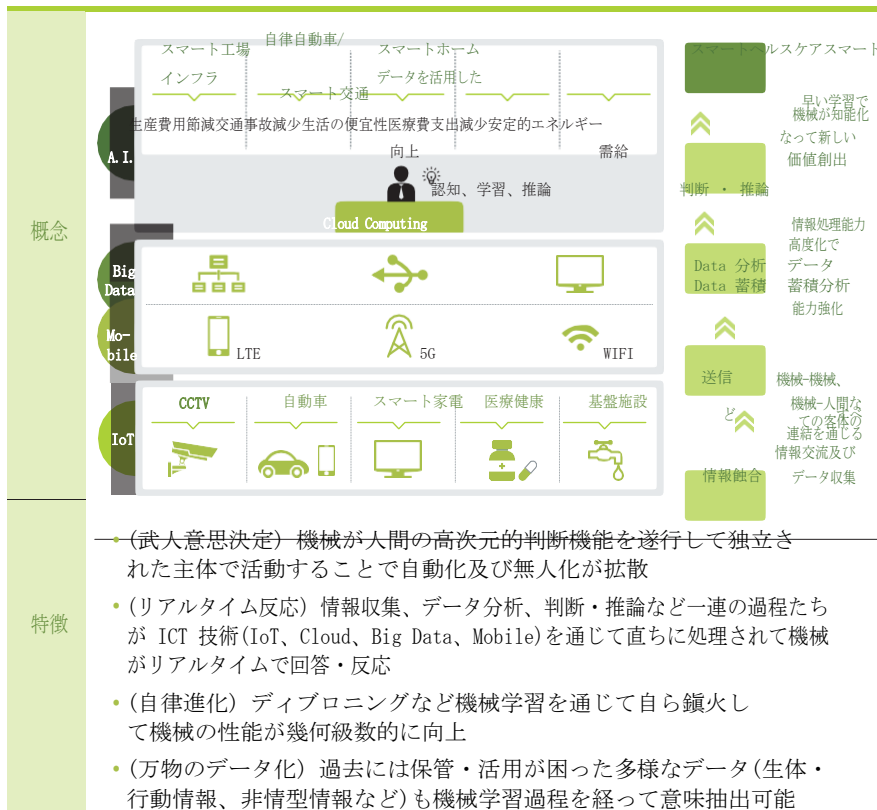 概念
自律自動車/
スマート工場
スマートホーム
スマートヘルスケアスマート
インフラ
データを活用した
スマート交通
生産費用節減交通事故減少生活の便宜性医療費支出減少安定的エネルギー
向上
需給
A.I.
認知、学習、推論
Cloud Computing
Big
Data
Mo-
bile
LTE
5G
WIFI
IoT
CCTV
自動車
スマート家電
医療健康
基盤施設
早い学習で
機械が知能化
なって新しい
価値創出
判断 ・ 推論
情報処理能力
高度化で
Data 分析
データ
Data 蓄積
蓄積分析
能力強化
送信
機械-機械、
機械-人間な
ど
すべ
ての客体の
連結を通じる
情報交流及び
情報蝕合
データ収集
特徴
• (武人意思決定) 機械が人間の高次元的判断機能を遂行して独立さ
れた主体で活動することで自動化及び無人化が拡散
• (リアルタイム反応) 情報収集、データ分析、判断・推論など一連の過程たち
が ICT 技術(IoT、Cloud、Big Data、Mobile)を通じて直ちに処理されて機械
がリアルタイムで回答・反応
• (自律進化) ディブロニングなど機械学習を通じて自ら鎭火し
て機械の性能が幾何級数的に向上
• (万物のデータ化) 過去には保管・活用が困った多様なデータ(生体・
行動情報、非情型情報など)も機械学習過程を経って意味抽出可能